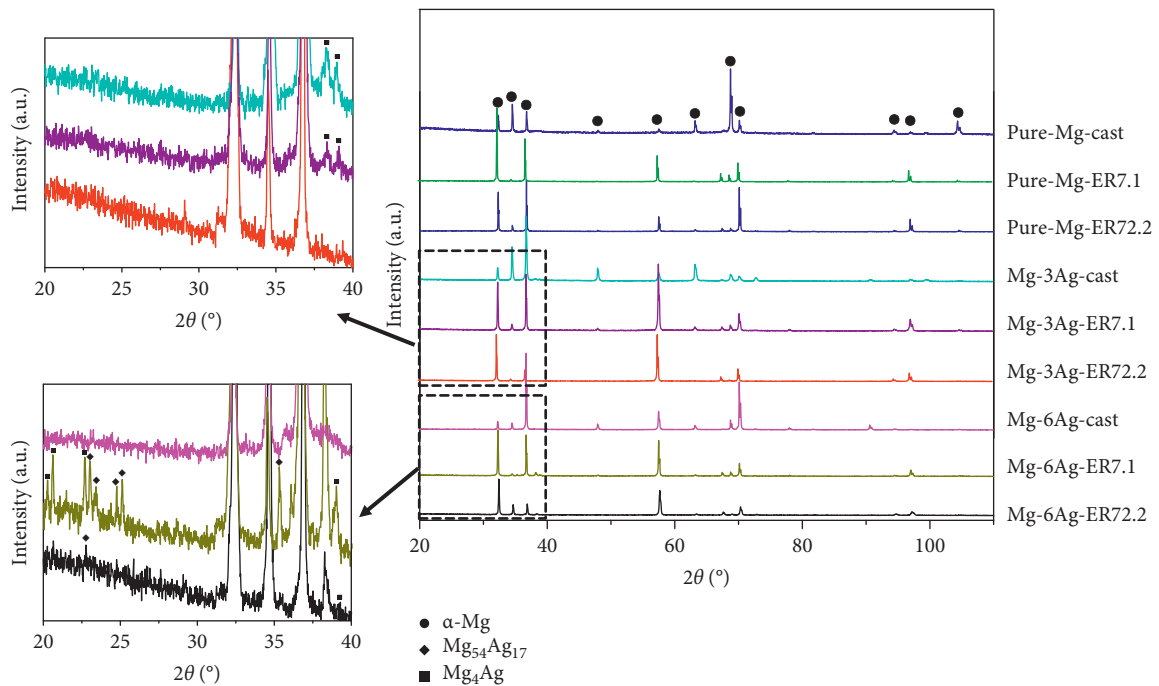 Intensity (a.u.)
20 25 30 35 40
2θ (°)
Intensity (a.u.)
20 25 30 35 40
2θ (°)
Intensity (a.u.)
Pure-Mg-cast
Pure-Mg-ER7.1
Pure-Mg-ER72.2
Mg-3Ag-cast
Mg-3Ag-ER7.1
Mg-3Ag-ER72.2
Mg-6Ag-cast
Mg-6Ag-ER7.1
Mg-6Ag-ER72.2
20 40 60 80 100
2θ (°)
α-Mg
Mg54Ag17
Mg4Ag